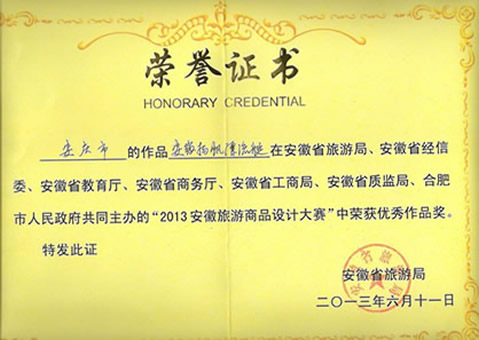 荣誉证书
HONORARY CREDENTIAL
安庆市 的作品 安徽扬帆漂流艇 在安徽省旅游局、安徽省经信
委、安徽省教育厅、安徽省商务厅、安徽省工商局、安徽省质监局、合肥
市人民政府共同主办的“2013安徽旅游商品设计大赛”中荣获优秀作品奖。
特发此证
安徽省旅游局
二〇一三年六月十一日